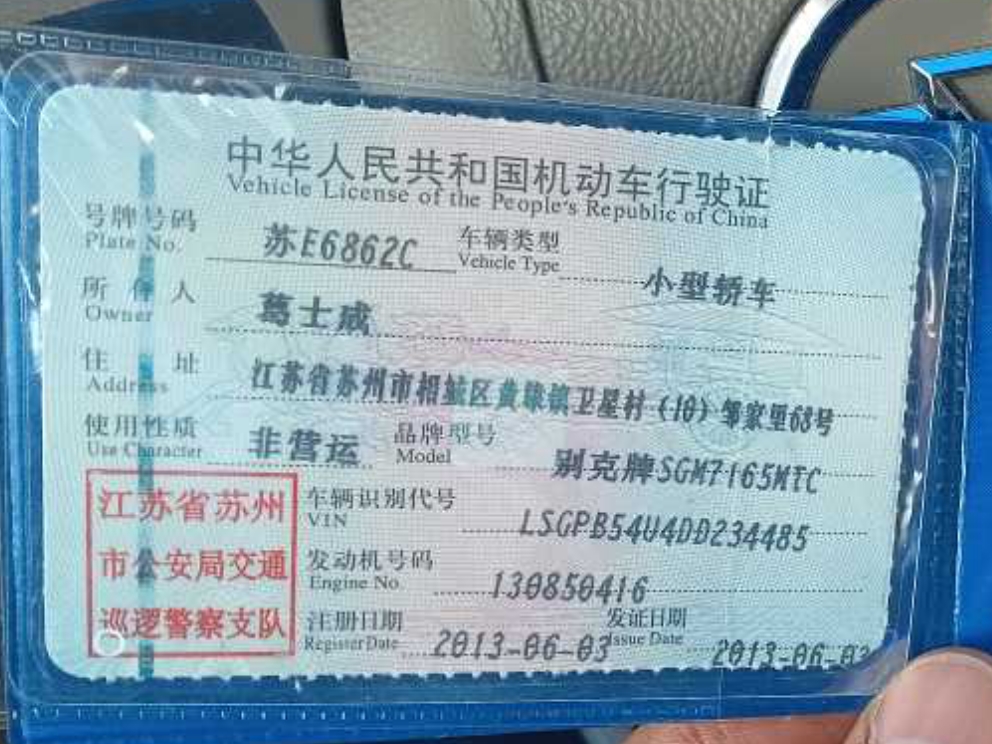 中华人民共和国机动车行驶证
Vehicle License of the People's Republic of China
号牌号码 苏E6862C 车辆类型 小型轿车
Plate No. Vehicle Type
所有人 葛士成
Owner
住址 江苏省苏州市相城区黄埭镇卫星村(10)邹家里68号
Address
使用性质 非营运 品牌型号 别克牌SGM7165MTC
Use Character Model
江苏省苏州
市公安局交通
巡逻警察支队
车辆识别代号 LSGPB54U4DD234485
VIN
发动机号码 130850416
Engine No.
注册日期 2013-06-03 发证日期 2013-06-03
Register Date Issue Date